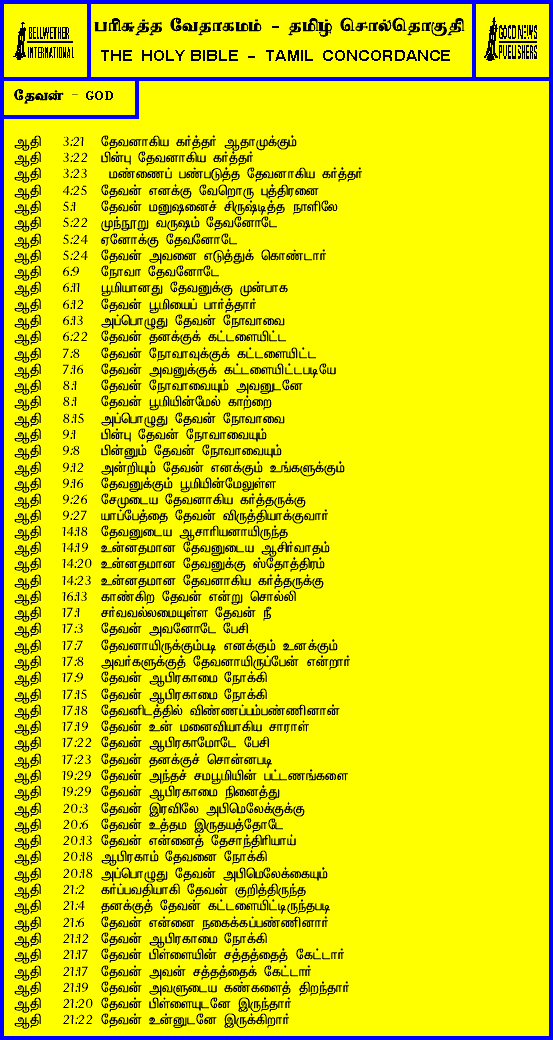 BELLWETHER
INTERNATIONAL
பரிசுத்த வேதாகமம் - தமிழ் சொல்தொகுதி
THE HOLY BIBLE - TAMIL CONCORDANCE
GOOD NEWS
PUBLISHERS
தேவன் - GOD
ஆதி 3:21 தேவனாகிய கர்த்தர் ஆதாமுக்கும்
ஆதி 3:22 பின்பு தேவனாகிய கர்த்தர்
ஆதி 3:23 மண்ணைப் பண்படுத்த தேவனாகிய கர்த்தர்
ஆதி 4:25 தேவன் எனக்கு வேறொரு புத்திரனை
ஆதி 5:1 தேவன் மனுஷனைச் சிருஷ்டித்த நாளிலே
ஆதி 5:22 முந்நூறு வருஷம் தேவனோடே
ஆதி 5:24 ஏனோக்கு தேவனோடே
ஆதி 5:24 தேவன் அவனை எடுத்துக் கொண்டார்
ஆதி 6:9 நோவா தேவனோடே
ஆதி 6:11 பூமியானது தேவனுக்கு முன்பாக
ஆதி 6:12 தேவன் பூமியைப் பார்த்தார்
ஆதி 6:13 அப்பொழுது தேவன் நோவாவை
ஆதி 6:22 தேவன் தனக்குக் கட்டளையிட்ட
ஆதி 7:8 தேவன் நோவாவுக்குக் கட்டளையிட்ட
ஆதி 7:16 தேவன் அவனுக்குக் கட்டளையிட்டபடியே
ஆதி 8:1 தேவன் நோவாவையும் அவனுடனே
ஆதி 8:1 தேவன் பூமியின்மேல் காற்றை
ஆதி 8:15 அப்பொழுது தேவன் நோவாவை
ஆதி 9:1 பின்பு தேவன் நோவாவையும்
ஆதி 9:8 பின்னும் தேவன் நோவாவையும்
ஆதி 9:12 அன்றியும் தேவன் எனக்கும் உங்களுக்கும்
ஆதி 9:16 தேவனுக்கும் பூமியின்மேலுள்ள
ஆதி 9:26 சேமுடைய தேவனாகிய கர்த்தருக்கு
ஆதி 9:27 யாப்பேத்தை தேவன் விருத்தியாக்குவார்
ஆதி 14:18 தேவனுடைய ஆசாரியனாயிருந்த
ஆதி 14:19 உன்னதமான தேவனுடைய ஆசிர்வாதம்
ஆதி 14:20 உன்னதமான தேவனுக்கு ஸ்தோத்திரம்
ஆதி 14:23 உன்னதமான தேவனாகிய கர்த்தருக்கு
ஆதி 16:13 காண்கிற தேவன் என்று சொல்லி
ஆதி 17:1 சர்வவல்லமையுள்ள தேவன் நீ
ஆதி 17:3 தேவன் அவனோடே பேசி
ஆதி 17:7 தேவனாயிருக்கும்படி எனக்கும் உனக்கும்
ஆதி 17:8 அவர்களுக்குத் தேவனாயிருப்பேன் என்றார்
ஆதி 17:9 தேவன் ஆபிரகாமை நோக்கி
ஆதி 17:15 தேவன் ஆபிரகாமை நோக்கி
ஆதி 17:18 தேவனிடத்தில் விண்ணப்பம்பண்ணினான்
ஆதி 17:19 தேவன் உன் மனைவியாகிய சாராள்
ஆதி 17:22 தேவன் ஆபிரகாமோடே பேசி
ஆதி 17:23 தேவன் தனக்குச் சொன்னபடி
ஆதி 19:29 தேவன் அந்தச் சமபூமியின் பட்டணங்களை
ஆதி 19:29 தேவன் ஆபிரகாமை நினைத்து
ஆதி 20:3 தேவன் இரவிலே அபிமெலேக்குக்கு
ஆதி 20:6 தேவன் உத்தம இருதயத்தோடே
ஆதி 20:13 தேவன் என்னைத் தேசாந்திரியாய்
ஆதி 20:18 ஆபிரகாம் தேவனை நோக்கி
ஆதி 20:18 அப்பொழுது தேவன் அபிமெலேக்கையும்
ஆதி 21:2 கர்ப்பவதியாகி தேவன் குறித்திருந்த
ஆதி 21:4 தனக்குத் தேவன் கட்டளையிட்டிருந்தபடி
ஆதி 21:6 தேவன் என்னை நகைக்கப்பண்ணினார்
ஆதி 21:12 தேவன் ஆபிரகாமை நோக்கி
ஆதி 21:17 தேவன் பிள்ளையின் சத்தத்தைத் கேட்டார்
ஆதி 21:17 தேவன் அவன் சத்தத்தைக் கேட்டார்
ஆதி 21:19 தேவன் அவளுடைய கண்களைத் திறந்தார்
ஆதி 21:20 தேவன் பிள்ளையுடனே இருந்தார்
ஆதி 21:22 தேவன் உன்னுடனே இருக்கிறார்